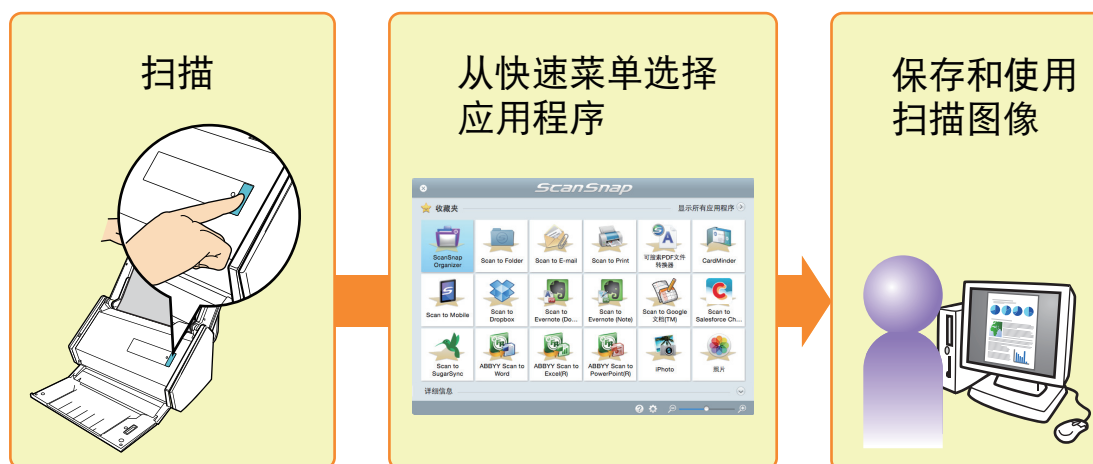 扫描
从快速菜单选择
应用程序
保存和使用
扫描图像
ScanSnap
收藏夹
显示所有应用程序
ScanSnap
Organizer
Scan to Folder
Scan to E-mail
Scan to Print
可搜索PDF文件
转换器
CardMinder
Scan to Mobile
Scan to
Dropbox
Scan to
Evernote (Do...
Scan to
Evernote (Note)
Scan to Google
文档(TM)
Scan to
Salesforce Ch...
Scan to
SugarSync
ABBYY Scan to
Word
ABBYY Scan to
Excel(R)
ABBYY Scan to
PowerPoint(R)
iPhoto
照片
详细信息